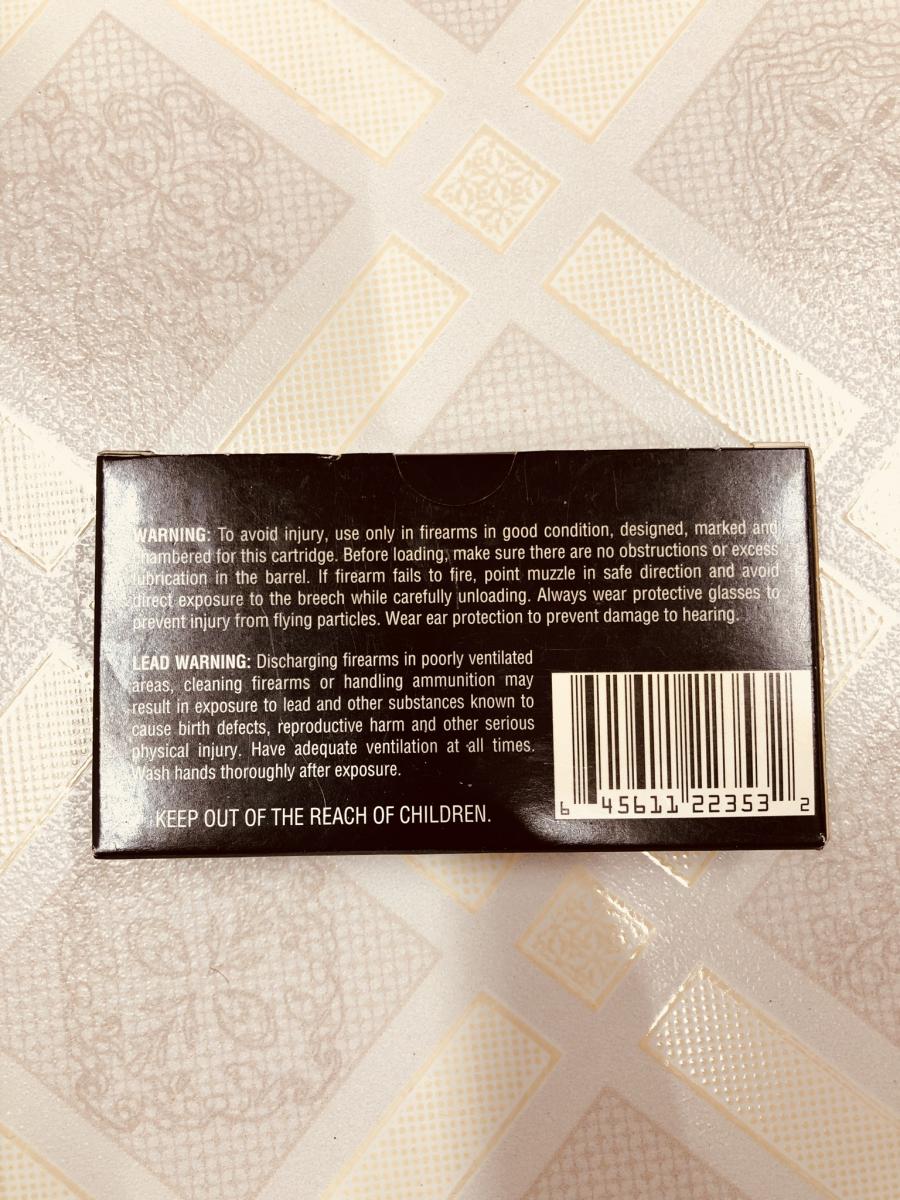 WARNING: To avoid injury, use only in firearms in good condition, designed, marked and
chambered for this cartridge. Before loading, make sure there are no obstructions or excess
lubrication in the barrel. If firearm fails to fire, point muzzle in safe direction and avoid
direct exposure to the breech while carefully unloading. Always wear protective glasses to
prevent injury from flying particles. Wear ear protection to prevent damage to hearing.
LEAD WARNING: Discharging firearms in poorly ventilated
areas, cleaning firearms or handling ammunition may
result in exposure to lead and other substances known to
cause birth defects, reproductive harm and other serious
physical injury. Have adequate ventilation at all times.
Wash hands thoroughly after exposure.
KEEP OUT OF THE REACH OF CHILDREN.
6 45611 22353 2